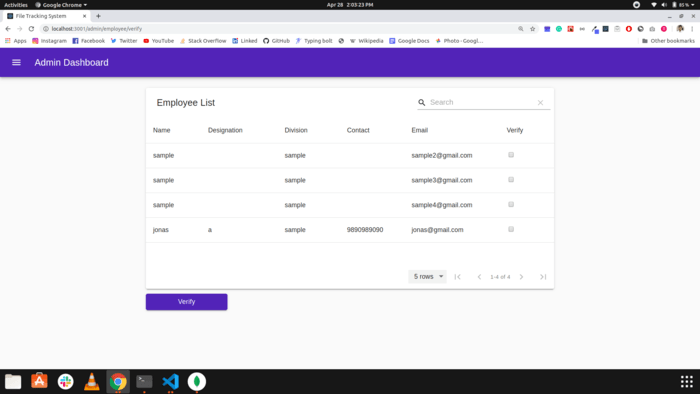 Activities Google Chrome ▾ Apr 28 2:03:23 PM 85 %
File Tracking System
localhost:3001/admin/employee/verify
Apps Instagram Facebook Twitter YouTube Stack Overflow Linked GitHub Typing bolt Wikipedia Google Docs Photo - Googl... Other bookmarks
Admin Dashboard
Employee List Search
Name Designation Division Contact Email Verify
sample sample sample2@gmail.com
sample sample sample3@gmail.com
sample sample sample4@gmail.com
jonas a sample 9890989090 jonas@gmail.com
5 rows 1-4 of 4
Verify